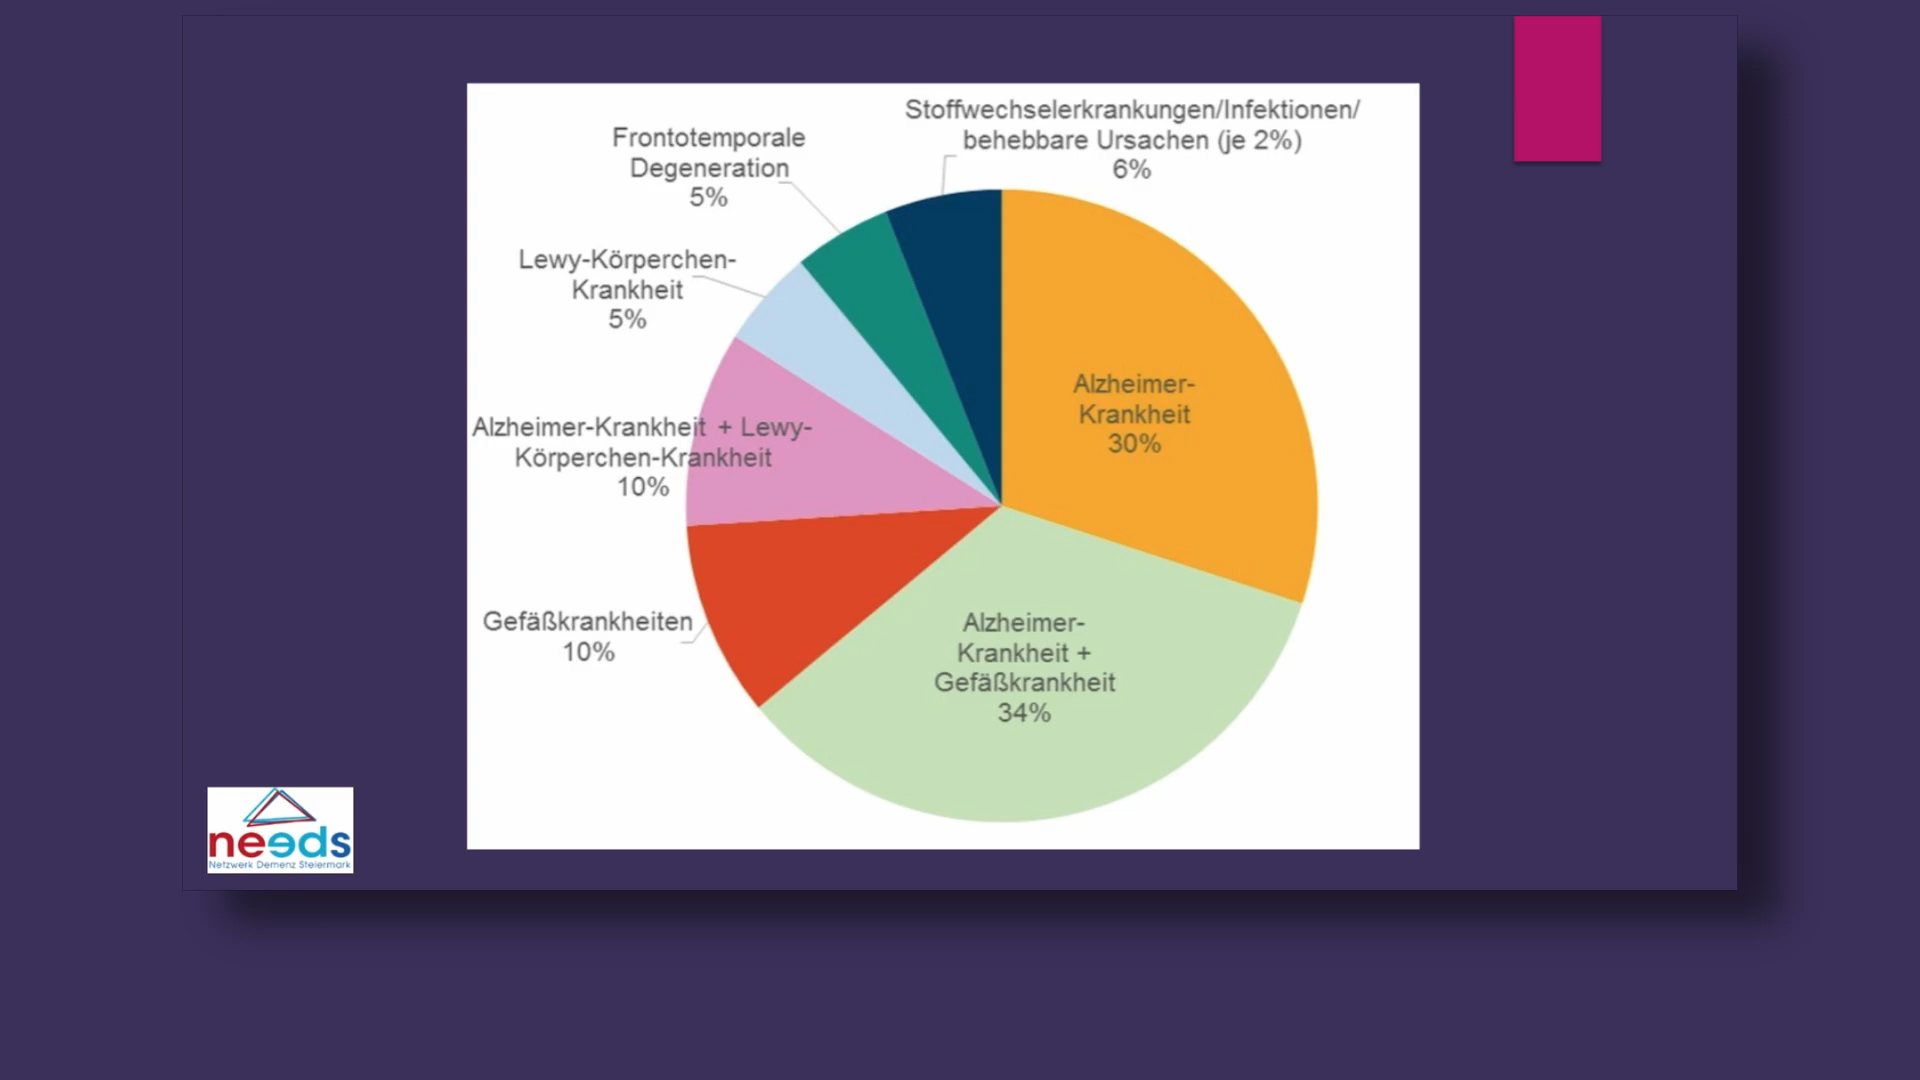 Stoffwechselerkrankungen/Infektionen/
behebbare Ursachen (je 2%)
6%
Frontotemporale
Degeneration
5%
Lewy-Körperchen-
Krankheit
5%
Alzheimer-
Krankheit
30%
Alzheimer-Krankheit + Lewy-
Körperchen-Krankheit
10%
Gefäßkrankheiten
10%
Alzheimer-
Krankheit +
Gefäßkrankheit
34%
needs
Netzwerk Demenz Steiermark